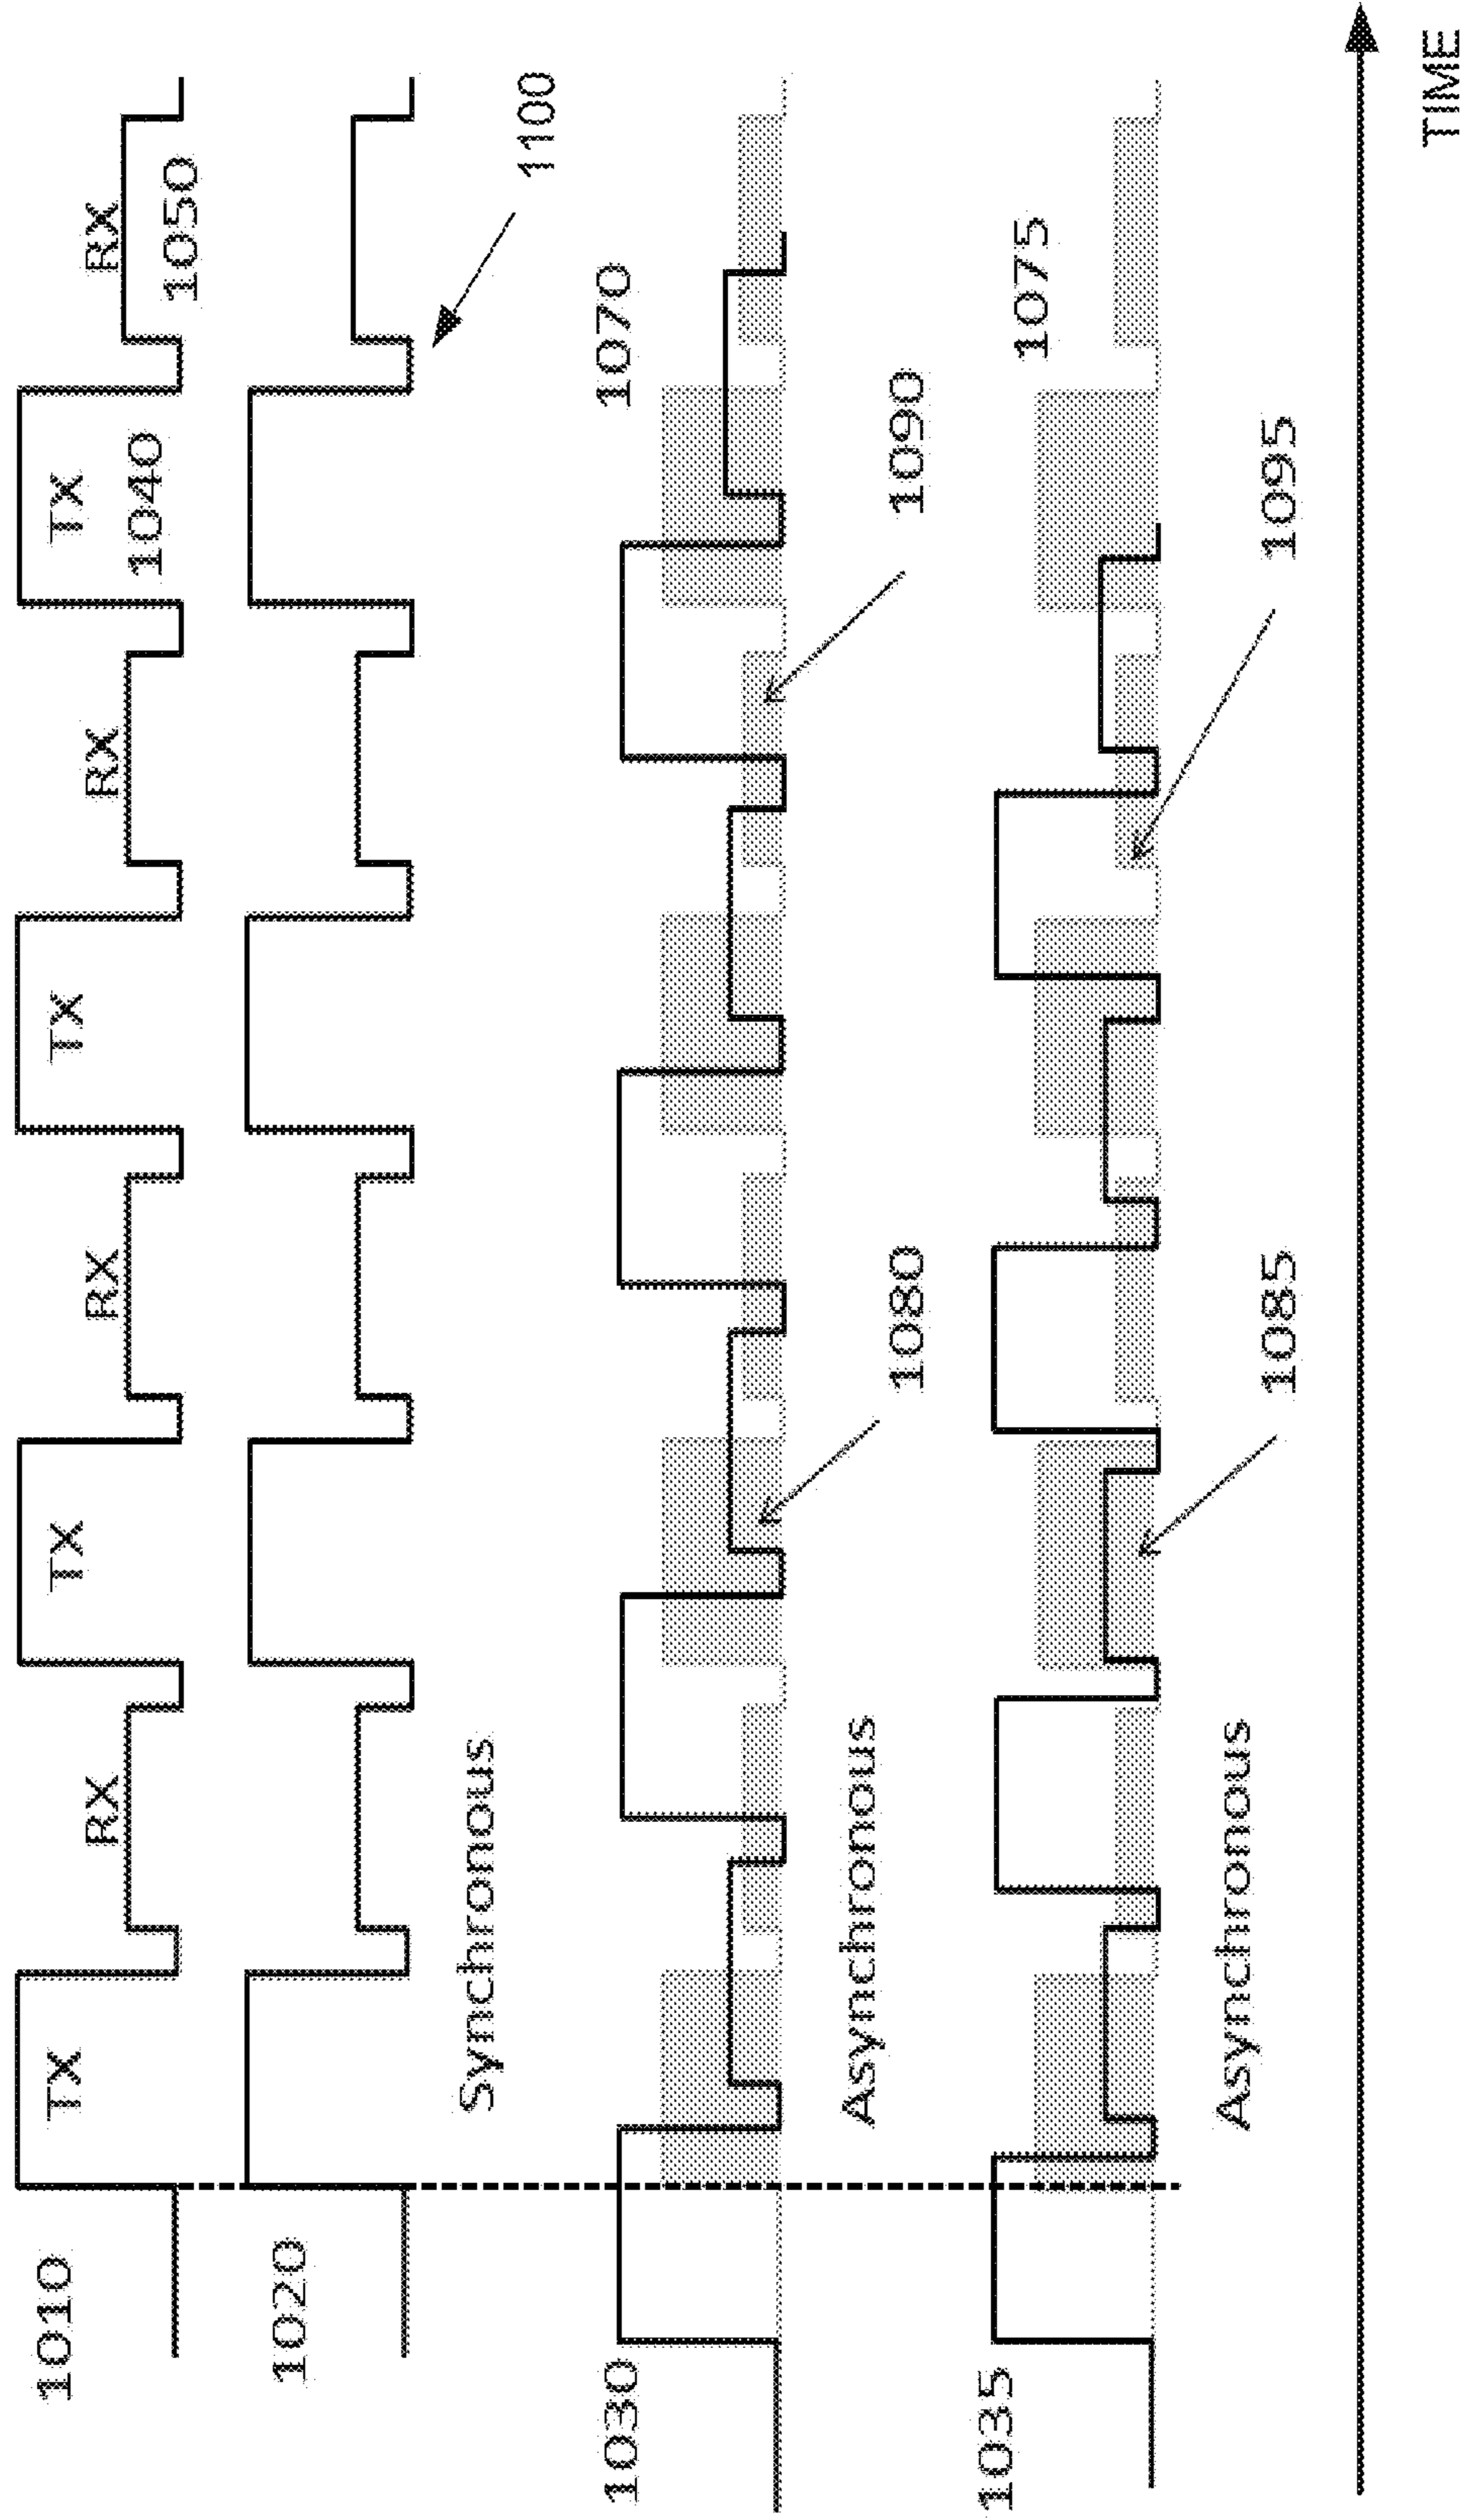 1010
TX
RX
TX
RX
TX
RX
TX
1040
RX
1050
1020
Synchronous
1100
1030
1070
Asynchronous
1080
1090
1035
1075
Asynchronous
1085
1095
TIME